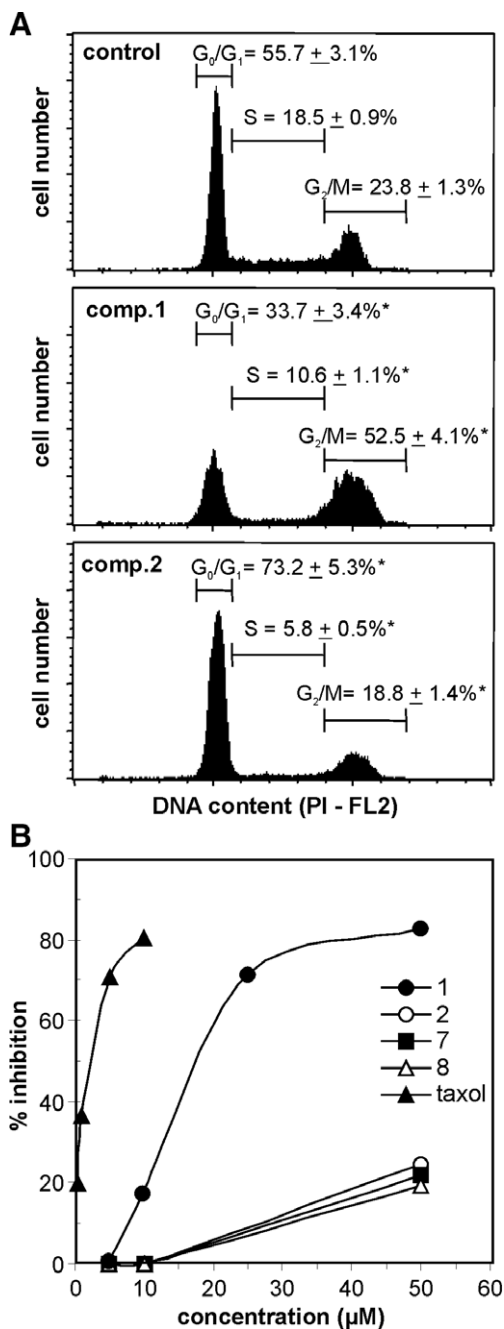 A
control
G₀/G₁= 55.7 ± 3.1%
S = 18.5 ± 0.9%
G₂/M= 23.8 ± 1.3%
cell number
comp.1
G₀/G₁= 33.7 ± 3.4%*
S = 10.6 ± 1.1%*
G₂/M= 52.5 ± 4.1%*
cell number
comp.2
G₀/G₁= 73.2 ± 5.3%*
S = 5.8 ± 0.5%*
G₂/M= 18.8 ± 1.4%*
cell number
DNA content (PI - FL2)
B
100
80
60
40
20
0
% inhibition
1
2
7
8
taxol
0 10 20 30 40 50 60
concentration (µM)